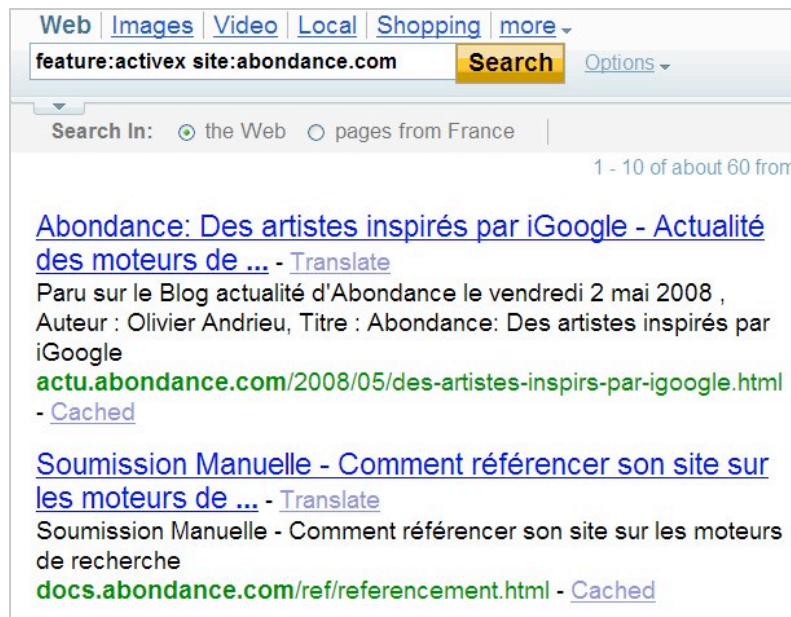 Web | Images | Video | Local | Shopping | more
feature:activex site:abondance.com Search Options
Search In: the Web pages from France
1 - 10 of about 60 from
Abondance: Des artistes inspirés par iGoogle - Actualité
des moteurs de ... - Translate
Paru sur le Blog actualité d'Abondance le vendredi 2 mai 2008 ,
Auteur : Olivier Andrieu, Titre : Abondance: Des artistes inspirés par
iGoogle
actu.abondance.com/2008/05/des-artistes-inspirs-par-igoogle.html
- Cached
Soumission Manuelle - Comment référencer son site sur
les moteurs de ... - Translate
Soumission Manuelle - Comment référencer son site sur les moteurs
de recherche
docs.abondance.com/ref/referencement.html - Cached